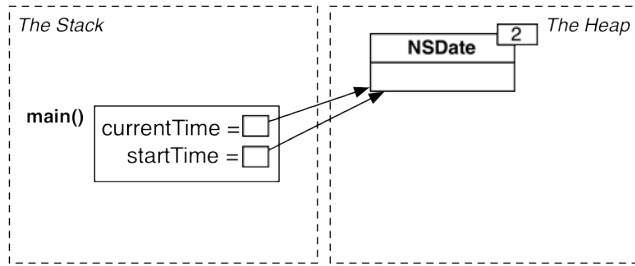 The Stack
The Heap
2
NSDate
main()
currentTime =
startTime =